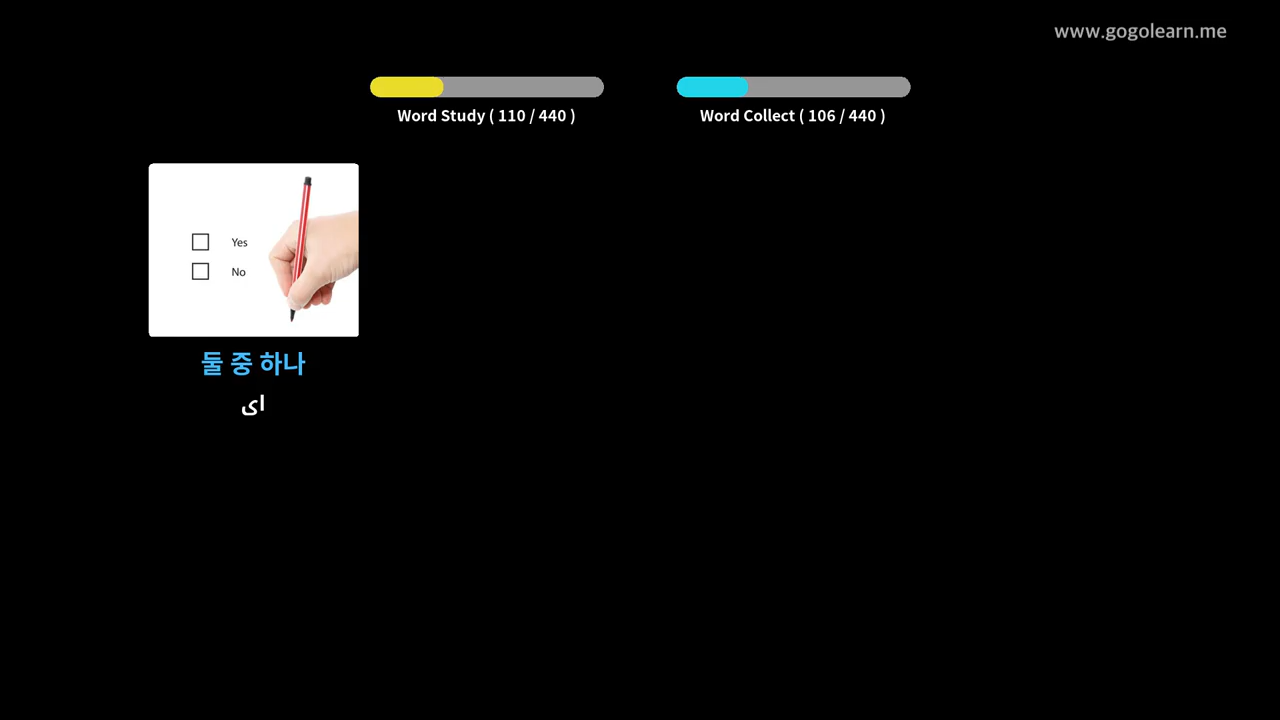 www.gogolearn.me
Word Study ( 110 / 440 )
Word Collect ( 106 / 440 )
Yes
No
둘 중 하나
ای